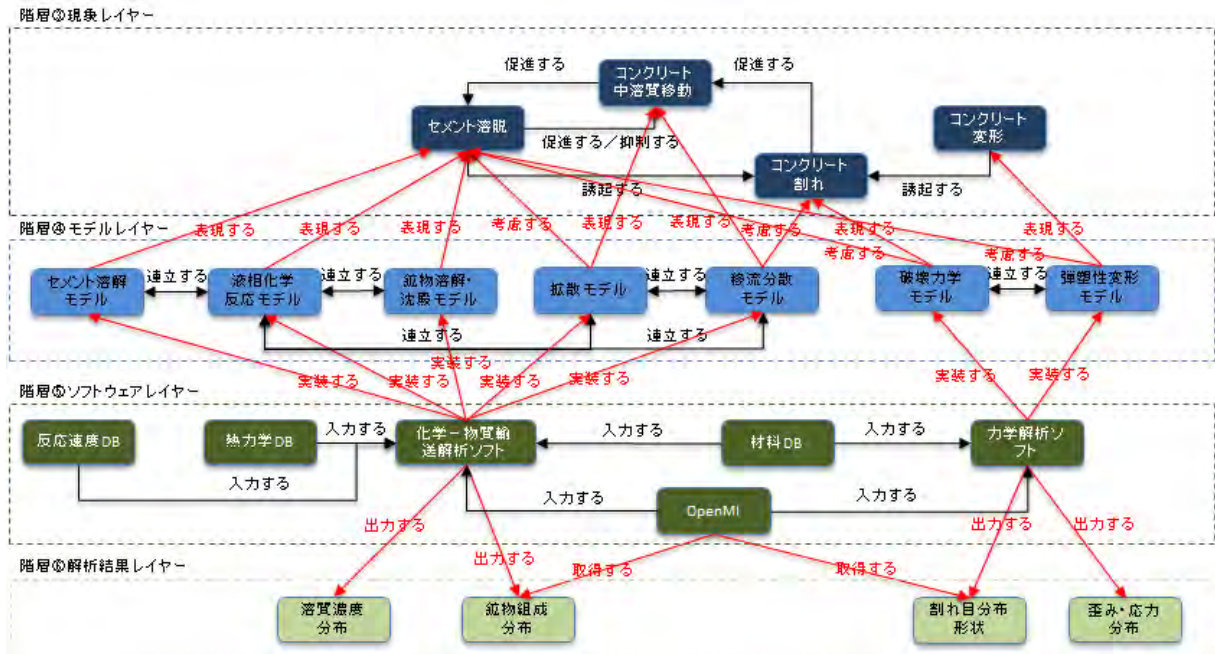 階層③現象レイヤー
促進する
コンクリート
中溶質移動
促進する
セメント溶脱
促進する／抑制する
コンクリート
変形
コンクリート
割れ
誘起する
誘起する
階層④モデルレイヤー
表現する
表現する
表現する
考慮する
表現する
表現する
考慮する
表現する
考慮する
表現する
セメント溶解
モデル
連立する
液相化学
反応モデル
連立する
鉱物溶解・
沈殿モデル
拡散モデル
連立する
移流分散
モデル
破壊力学
モデル
連立する
弾塑性変形
モデル
連立する
連立する
実装する
実装する
実装する
実装する
実装する
実装する
実装する
階層⑤ソフトウェアレイヤー
反応速度DB
熱力学DB
入力する
化学－物質輸
送解析ソフト
入力する
材料DB
入力する
力学解析ソ
フト
入力する
入力する
OpenMI
入力する
出力する
出力する
出力する
出力する
取得する
取得する
階層⑥解析結果レイヤー
溶質濃度
分布
鉱物組成
分布
割れ目分布
形状
歪み・応力
分布